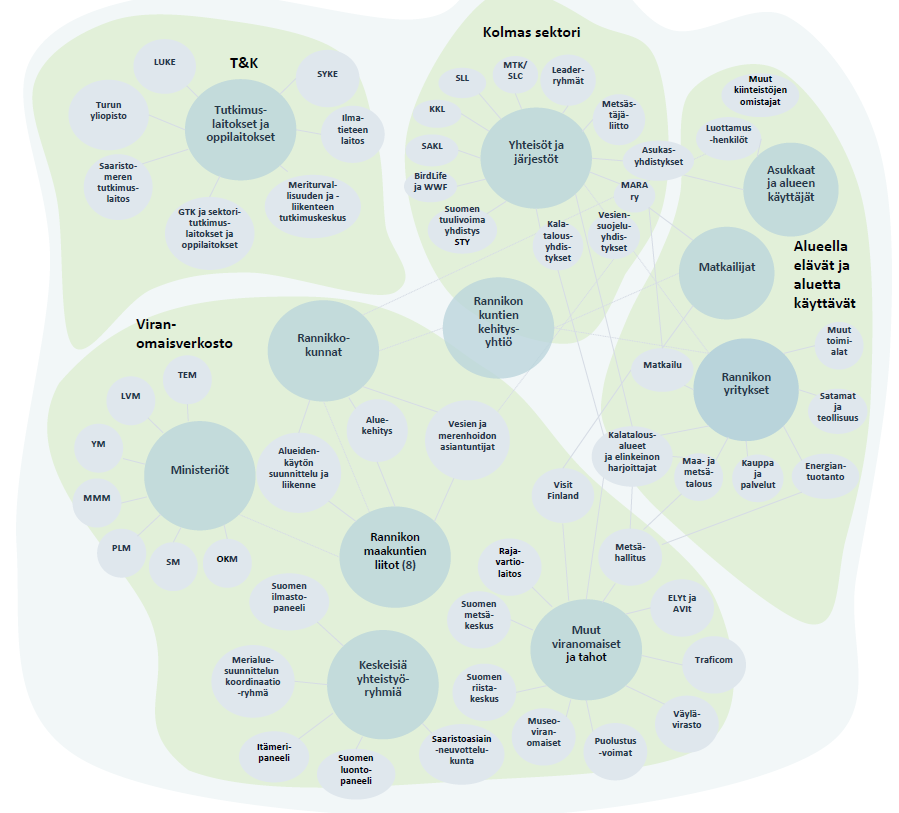 Kolmas sektori
T&K
LUKE
SYKE
Turun
yliopisto
Tutkimus-
laitokset ja
oppilaitokset
Ilma-
tieteen
laitos
Saaristo-
meren
tutkimus-
laitos
Meriturval-
lisuuden ja -
liikenteen
tutkimuskeskus
GTK ja sektori-
tutkimus-
laitokset ja
oppilaitokset
SLL
MTK/
SLC
Leader-
ryhmät
KKL
Metsäs-
täjä-
liitto
SAKL
Yhteisöt ja
järjestöt
Asukas-
yhdistykset
BirdLife
ja WWF
MARA
ry
Suomen
tuulivoima
yhdistys
STY
Kala-
talous-
yhdis-
tykset
Vesien-
suojelu-
yhdis-
tykset
Muut
kiinteistöjen
omistajat
Luottamus
-henkilöt
Asukkaat
ja alueen
käyttäjät
Matkailijat
Alueella
elävät ja
aluetta
käyttävät
Viran-
omaisverkosto
Rannikko-
kunnat
Rannikon
kuntien
kehitys-
yhtiö
Muut
toimi-
alat
Matkailu
Rannikon
yritykset
Satamat
ja
teollisuus
TEM
LVM
YM
MMM
PLM
SM
OKM
Ministeriöt
Alueiden-
käytön
suunnittelu ja
liikenne
Alue-
kehitys
Vesien ja
merenhoidon
asiantuntijat
Kalatalous-
alueet
ja elinkeinon
harjoittajat
Maa- ja
metsä-
talous
Kauppa
ja
palvelut
Energian-
tuotanto
Visit
Finland
Rannikon
maakuntien
liitot (8)
Raja-
vartio-
laitos
Metsä-
hallitus
Suomen
ilmasto-
paneeli
Suomen
metsä-
keskus
ELYt ja
AVIt
Muut
viranomaiset
ja tahot
Traficom
Merialue-
suunnittelun
koordinaatio
-ryhmä
Keskeisiä
yhteistyö-
ryhmiä
Suomen
riista-
keskus
Väylä-
virasto
Itämeri-
paneeli
Suomen
luonto-
paneeli
Saaristoasiain
-neuvottelu-
kunta
Museo-
viran-
omaiset
Puolustus
-voimat